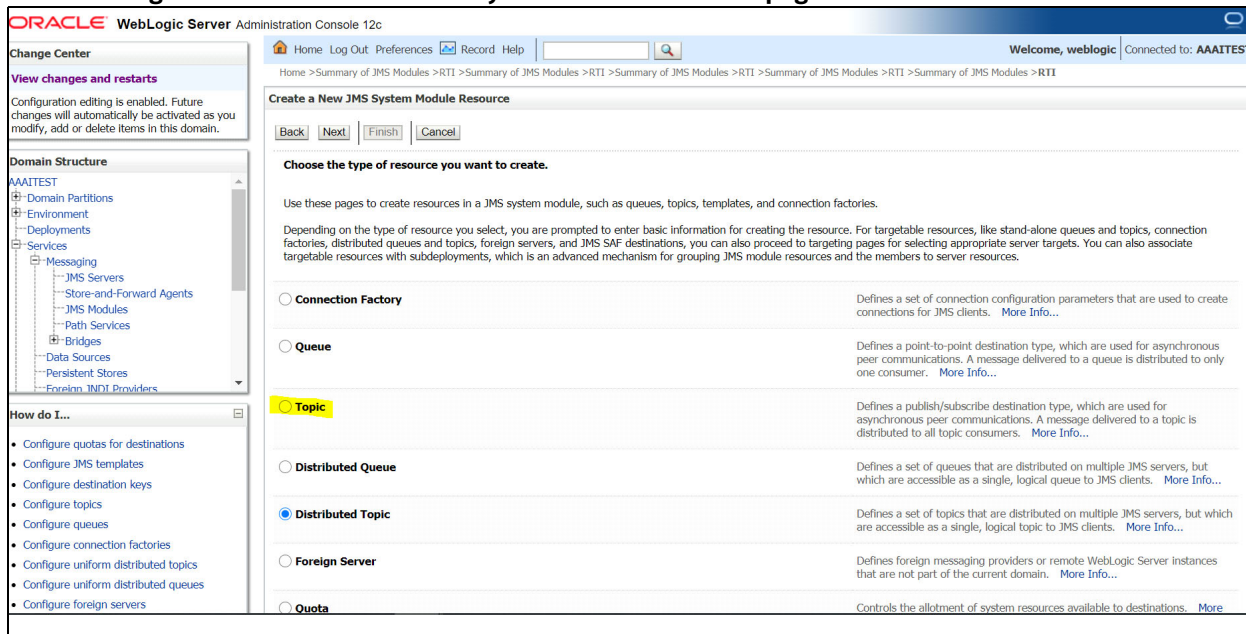 ORACLE WebLogic Server Administration Console 12c
Change Center
View changes and restarts
Configuration editing is enabled. Future
changes will automatically be activated as you
modify, add or delete items in this domain.
Domain Structure
AAAITEST
Domain Partitions
Environment
Deployments
Services
Messaging
JMS Servers
Store-and-Forward Agents
JMS Modules
Path Services
Bridges
Data Sources
Persistent Stores
Foreign JNDI Providers
How do I...
Configure quotas for destinations
Configure JMS templates
Configure destination keys
Configure topics
Configure queues
Configure connection factories
Configure uniform distributed topics
Configure uniform distributed queues
Configure foreign servers
Home Log Out Preferences Record Help
Welcome, weblogic Connected to: AAAITEST
Home >Summary of JMS Modules >RTI >Summary of JMS Modules >RTI >Summary of JMS Modules >RTI >Summary of JMS Modules >RTI >Summary of JMS Modules >RTI
Create a New JMS System Module Resource
Back Next Finish Cancel
Choose the type of resource you want to create.
Use these pages to create resources in a JMS system module, such as queues, topics, templates, and connection factories.
Depending on the type of resource you select, you are prompted to enter basic information for creating the resource. For targetable resources, like stand-alone queues and topics, connection
factories, distributed queues and topics, foreign servers, and JMS SAF destinations, you can also proceed to targeting pages for selecting appropriate server targets. You can also associate
targetable resources with subdeployments, which is an advanced mechanism for grouping JMS module resources and the members to server resources.
Connection Factory
Defines a set of connection configuration parameters that are used to create
connections for JMS clients. More Info...
Queue
Defines a point-to-point destination type, which are used for asynchronous
peer communications. A message delivered to a queue is distributed to only
one consumer. More Info...
Topic
Defines a publish/subscribe destination type, which are used for
asynchronous peer communications. A message delivered to a topic is
distributed to all topic consumers. More Info...
Distributed Queue
Defines a set of queues that are distributed on multiple JMS servers, but
which are accessible as a single, logical queue to JMS clients. More Info...
Distributed Topic
Defines a set of topics that are distributed on multiple JMS servers, but which
are accessible as a single, logical topic to JMS clients. More Info...
Foreign Server
Defines foreign messaging providers or remote WebLogic Server instances
that are not part of the current domain. More Info...
Quota
Controls the allotment of system resources available to destinations. More